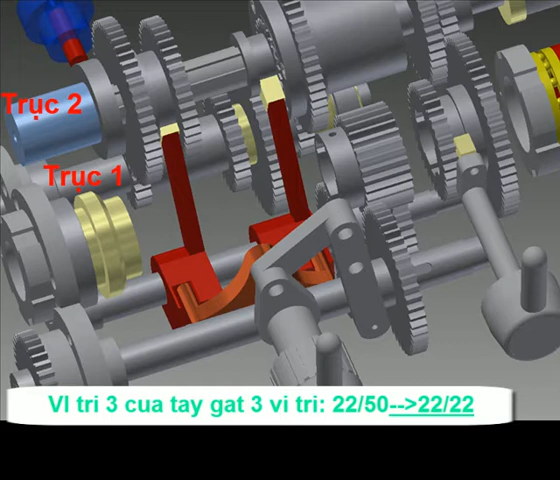 Trục 2
Trục 1
VI tri 3 cua tay gat 3 vi tri: 22/50-->22/22